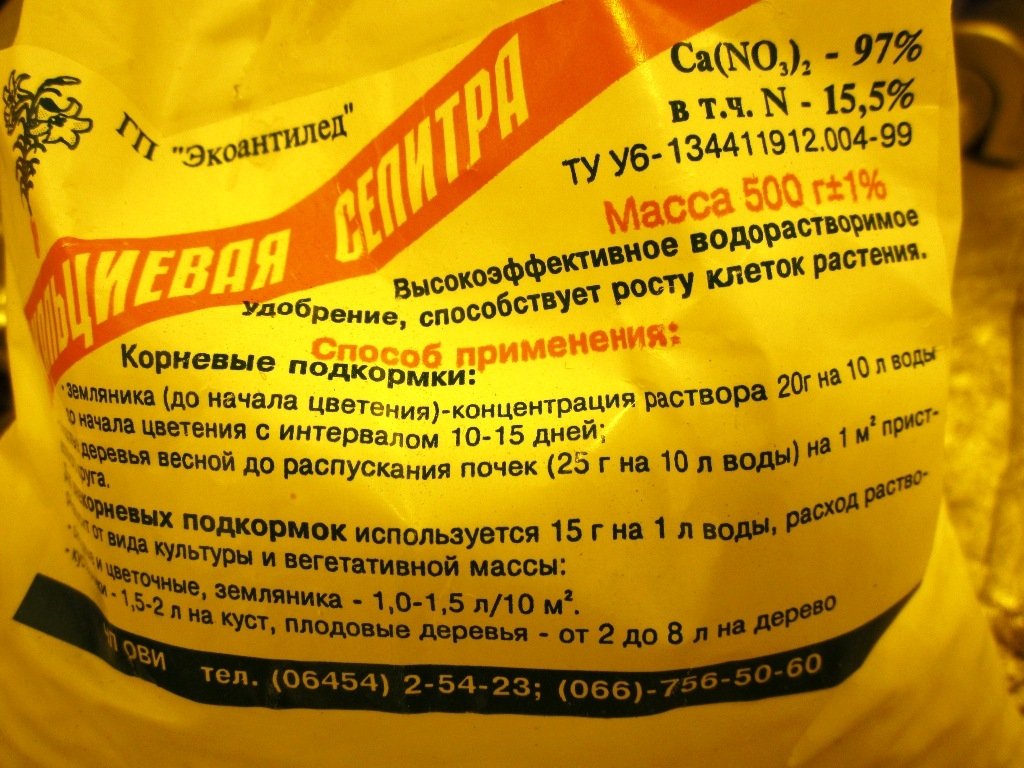 ГП "Экоантилед"
Ca(NO₃)₂ - 97%
в т.ч. N - 15,5%
ТУ У6-134411912.004-99
Масса 500 г±1%
ЛЬЦИЕВАЯ СЕЛИТРА
Высокоэффективное водорастворимое
удобрение, способствует росту клеток растения.
Способ применения:
Корневые подкормки:
-земляника (до начала цветения)-концентрация раствора 20г на 10 л воды
до начала цветения с интервалом 10-15 дней;
деревья весной до распускания почек (25 г на 10 л воды) на 1 м² прист-
руга.
корневых подкормок используется 15 г на 1 л воды, расход раство-
от вида культуры и вегетативной массы:
и цветочные, земляника - 1,0-1,5 л/10 м².
- 1,5-2 л на куст, плодовые деревья - от 2 до 8 л на дерево
ОВИ тел. (06454) 2-54-23; (066)-756-50-60